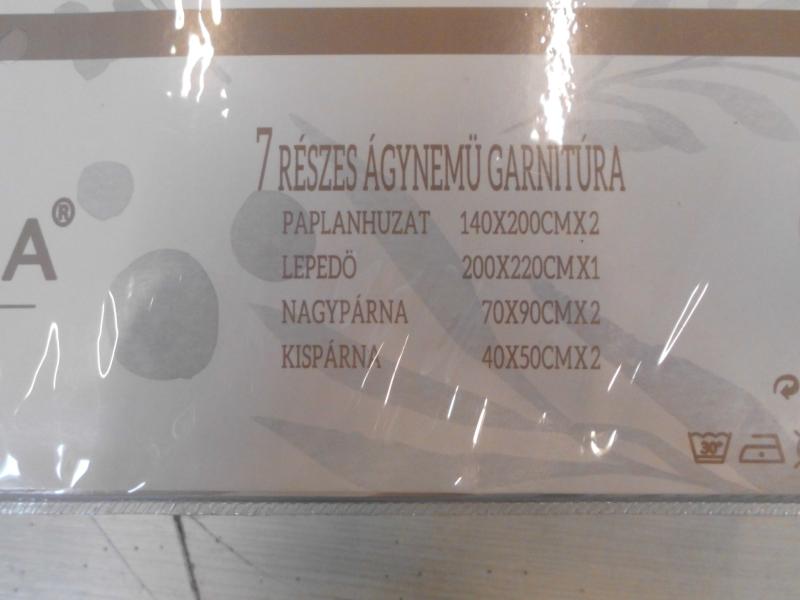 7 RÉSZES ÁGYNEMÜ GARNITÚRA
A®
PAPLANHUZAT 140X200CMX2
LEPEDÖ 200X220CMX1
NAGYPÁRNA 70X90CMX2
KISPÁRNA 40X50CMX2
30°